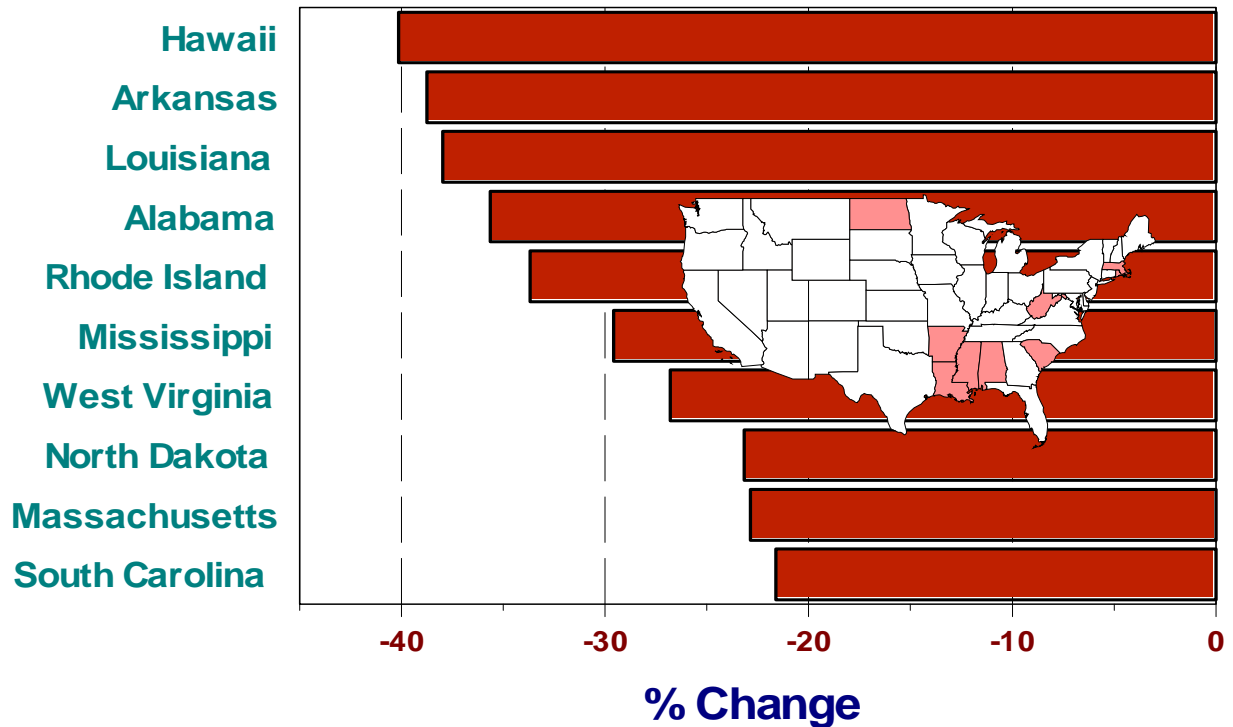 Hawaii
Arkansas
Louisiana
Alabama
Rhode Island
Mississippi
West Virginia
North Dakota
Massachusetts
South Carolina
-40 -30 -20 -10 0
% Change